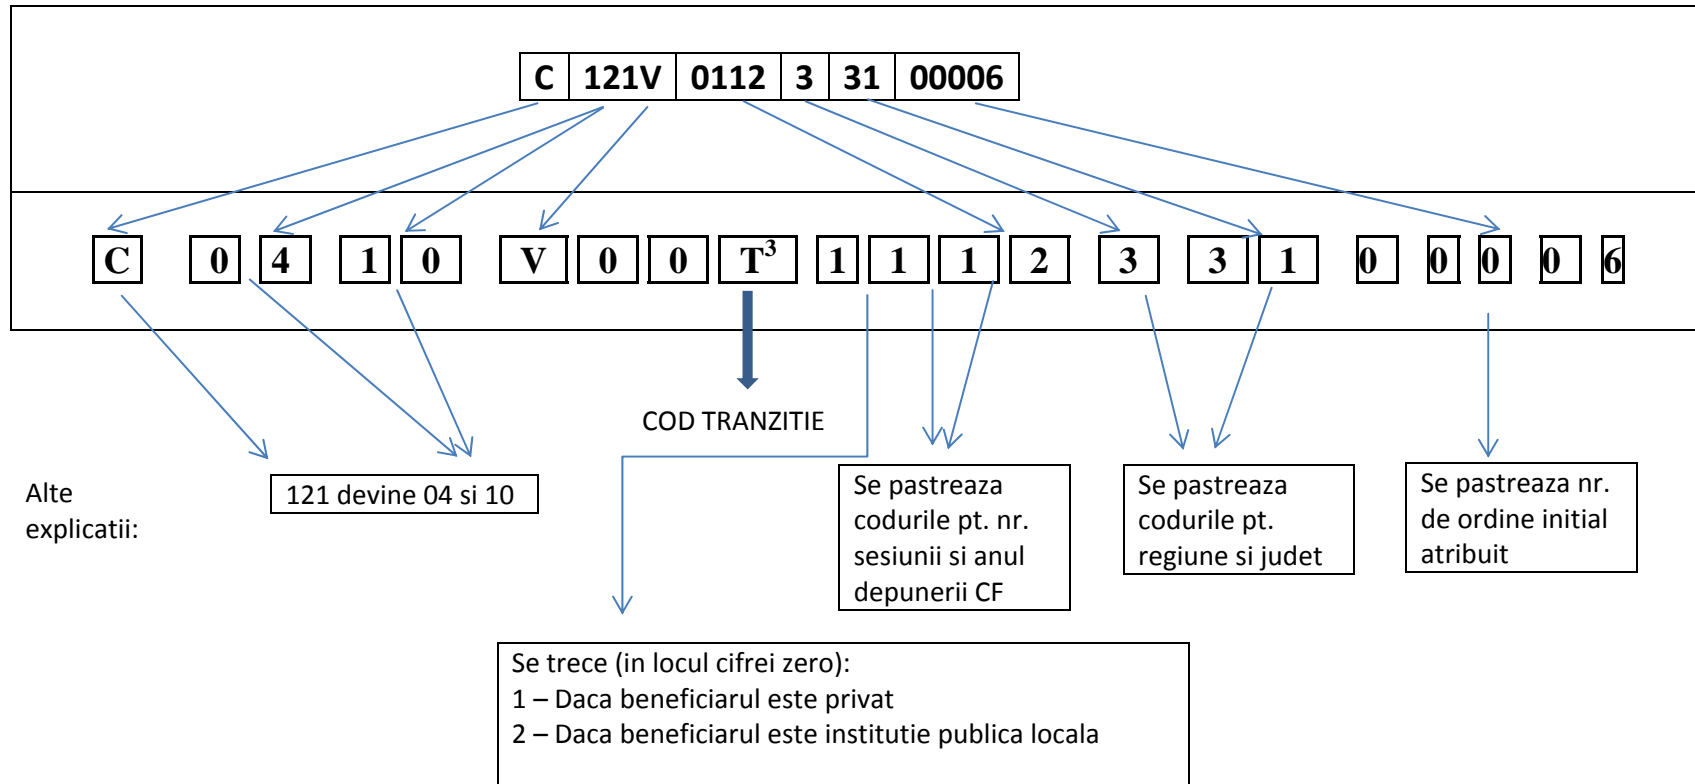 C 121V 0112 3 31 00006
C 0 4 1 0 V 0 0 T³ 1 1 1 2 3 3 1 0 0 0 0 6
COD TRANZITIE
Alte
explicatii:
121 devine 04 si 10
Se pastreaza
codurile pt. nr.
sesiunii si anul
depunerii CF
Se pastreaza
codurile pt.
regiune si judet
Se pastreaza nr.
de ordine initial
atribuit
Se trece (in locul cifrei zero):
1 – Daca beneficiarul este privat
2 – Daca beneficiarul este institutie publica locala